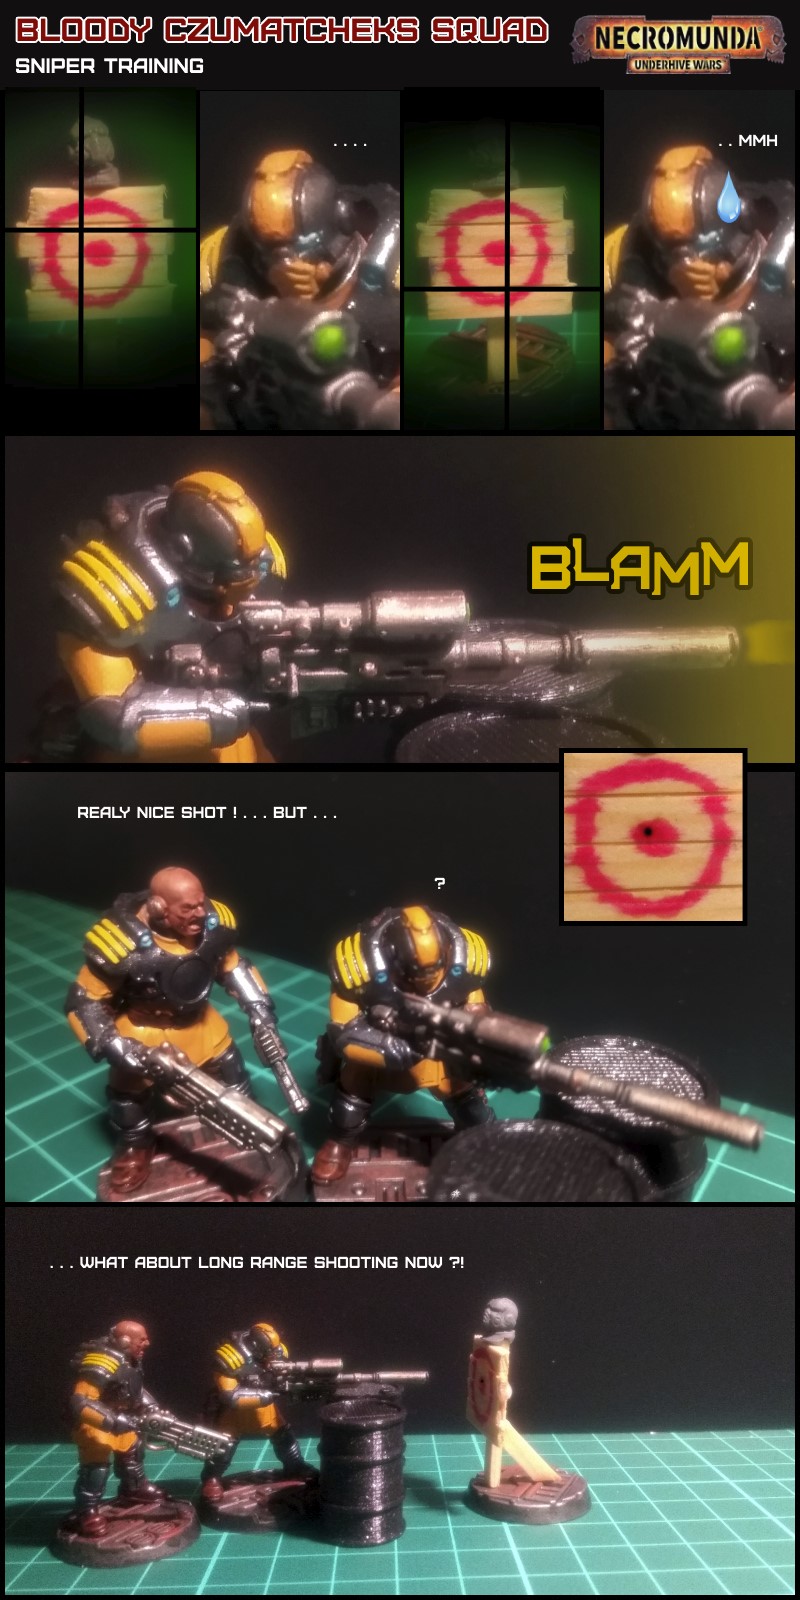 BLOODY CZUMATCHEKS SQUAD
SNIPER TRAINING
NECROMUNDA
UNDERHIVE WARS
. . . .
. . MMH
BLAMM
REALY NICE SHOT ! . . . BUT . . .
?
. . . WHAT ABOUT LONG RANGE SHOOTING NOW ?!